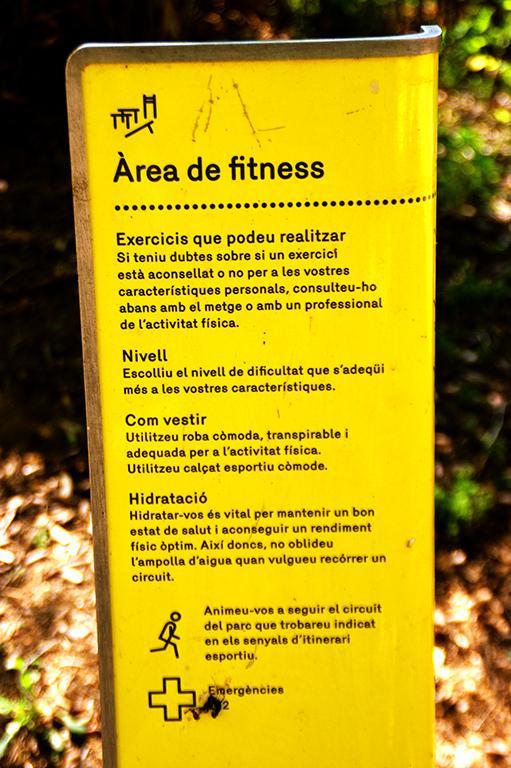 Àrea de fitness
Exercicis que podeu realitzar
Si teniu dubtes sobre si un exercici
està aconsellat o no per a les vostres
característiques personals, consulteu-ho
abans amb el metge o amb un professional
de l'activitat física.
Nivell
Escolliu el nivell de dificultat que s'adeqüi
més a les vostres característiques.
Com vestir
Utilitzeu roba còmoda, transpirable i
adequada per a l'activitat física.
Utilitzeu calçat esportiu còmode.
Hidratació
Hidratar-vos és vital per mantenir un bon
estat de salut i aconseguir un rendiment
físic òptim. Així doncs, no oblideu
l'ampolla d'aigua quan vulgueu recórrer un
circuit.
Animeu-vos a seguir el circuit
del parc que trobareu indicat
en els senyals d'itinerari
esportiu.
Emergències